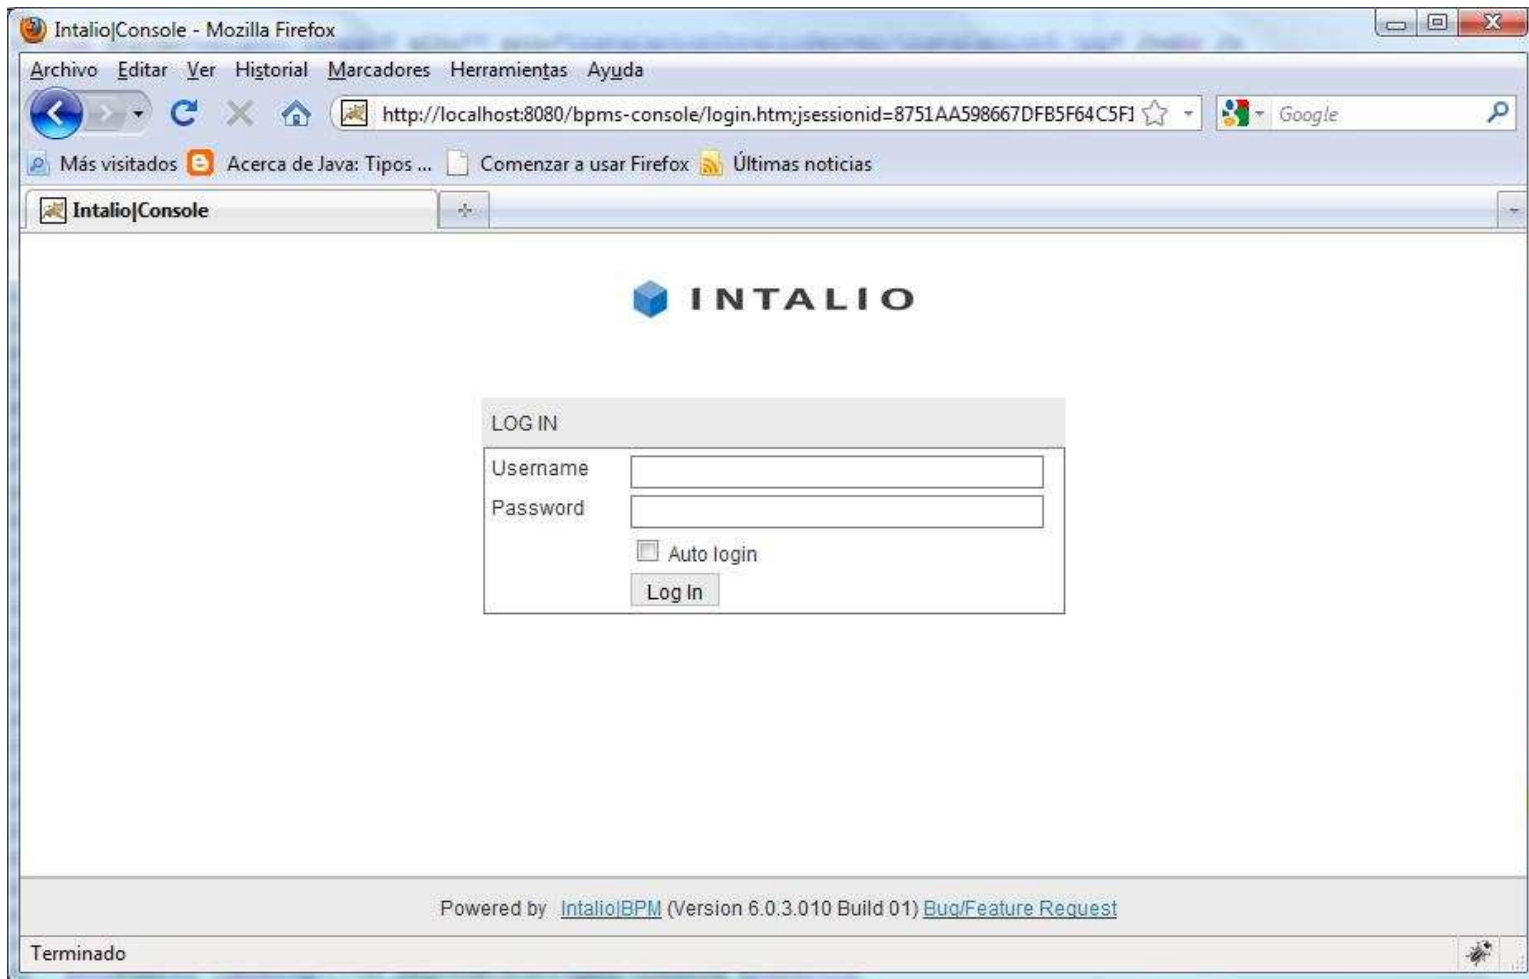 Intalio|Console - Mozilla Firefox
Archivo Editar Ver Historial Marcadores Herramientas Ayuda
http://localhost:8080/bpms-console/login.htm;jsessionid=8751AA598667DFB5F64C5F1 Google
Más visitados Acerca de Java: Tipos ... Comenzar a usar Firefox Últimas noticias
Intalio|Console
INTALIO
LOG IN
Username
Password
Auto login
Log In
Powered by Intalio|BPM (Version 6.0.3.010 Build 01) Bug/Feature Request
Terminado